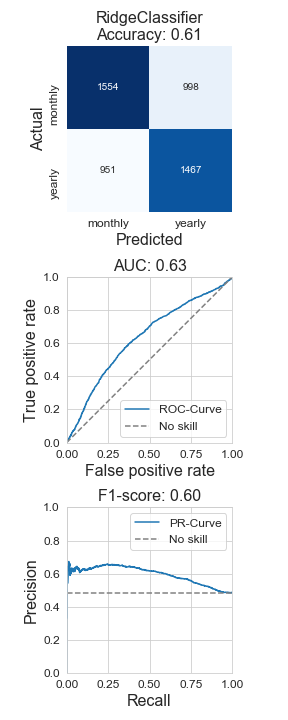 RidgeClassifier
Accuracy: 0.61
Actual
monthly
yearly
1554
998
951
1467
monthly
yearly
Predicted
AUC: 0.63
True positive rate
1.0
0.8
0.6
0.4
0.2
0.0
ROC-Curve
No skill
0.00 0.25 0.50 0.75 1.00
False positive rate
F1-score: 0.60
Precision
1.0
0.8
0.6
0.4
0.2
0.0
PR-Curve
No skill
0.00 0.25 0.50 0.75 1.00
Recall